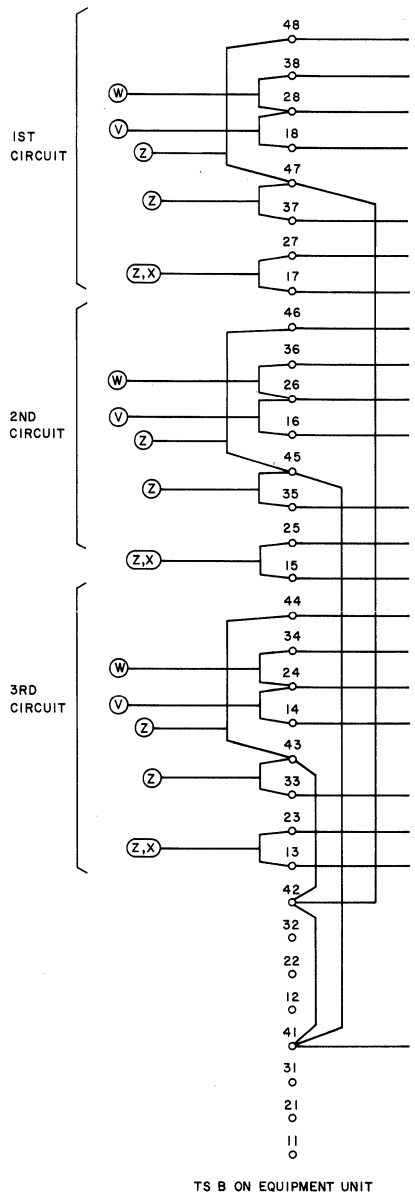 48
38
W
28
V
18
1ST
CIRCUIT
Z
47
Z
37
27
Z,X
17
46
36
W
26
2ND
CIRCUIT
V
16
Z
45
Z
35
25
Z,X
15
44
34
W
24
3RD
CIRCUIT
V
14
Z
43
Z
33
23
Z,X
13
42
32
22
12
41
31
21
11
TS B ON EQUIPMENT UNIT